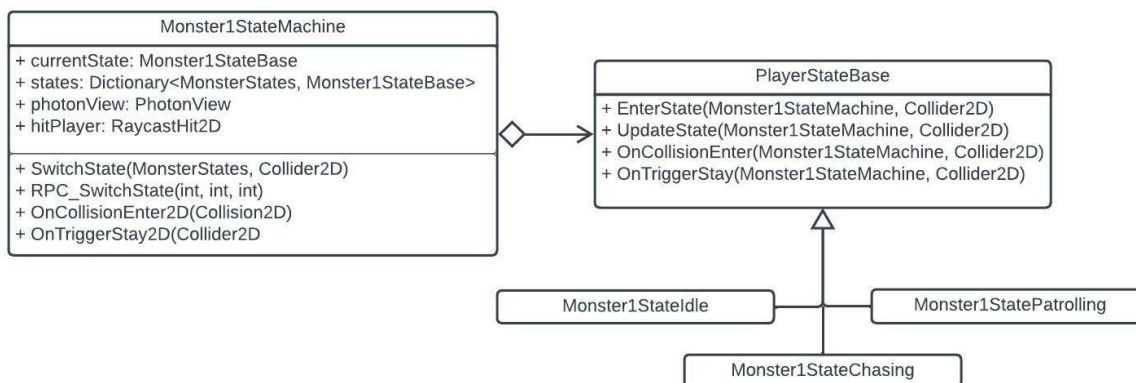 Monster1StateMachine
+ currentState: Monster1StateBase
+ states: Dictionary<MonsterStates, Monster1StateBase>
+ photonView: PhotonView
+ hitPlayer: RaycastHit2D
+ SwitchState(MonsterStates, Collider2D)
+ RPC_SwitchState(int, int, int)
+ OnCollisionEnter2D(Collision2D)
+ OnTriggerStay2D(Collider2D
PlayerStateBase
+ EnterState(Monster1StateMachine, Collider2D)
+ UpdateState(Monster1StateMachine, Collider2D)
+ OnCollisionEnter(Monster1StateMachine, Collider2D)
+ OnTriggerStay(Monster1StateMachine, Collider2D)
Monster1StateIdle
Monster1StatePatrolling
Monster1StateChasing